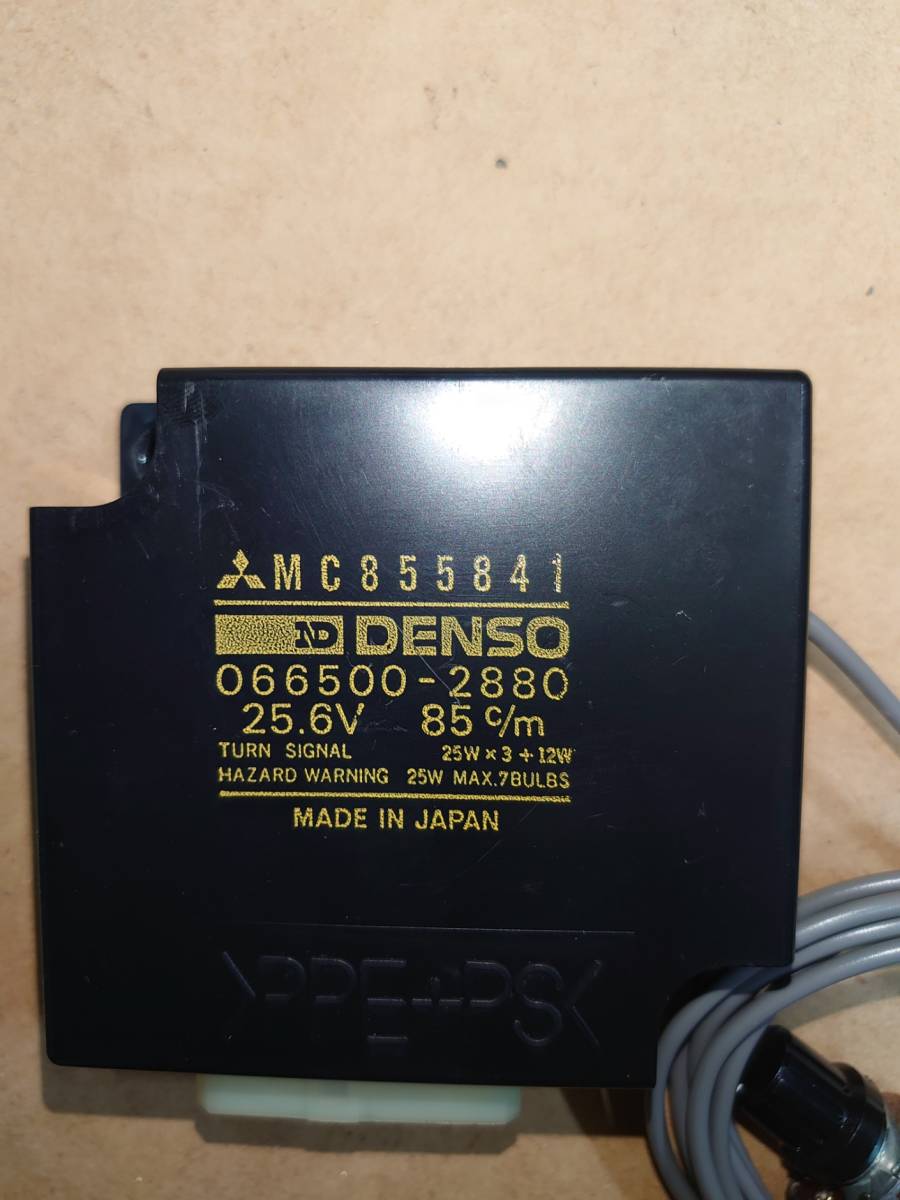 MC855841
ND DENSO
066500-2880
25.6V 85 c/m
TURN SIGNAL 25W×3+12W
HAZARD WARNING 25W MAX.7BULBS
MADE IN JAPAN
>PPE+PS<